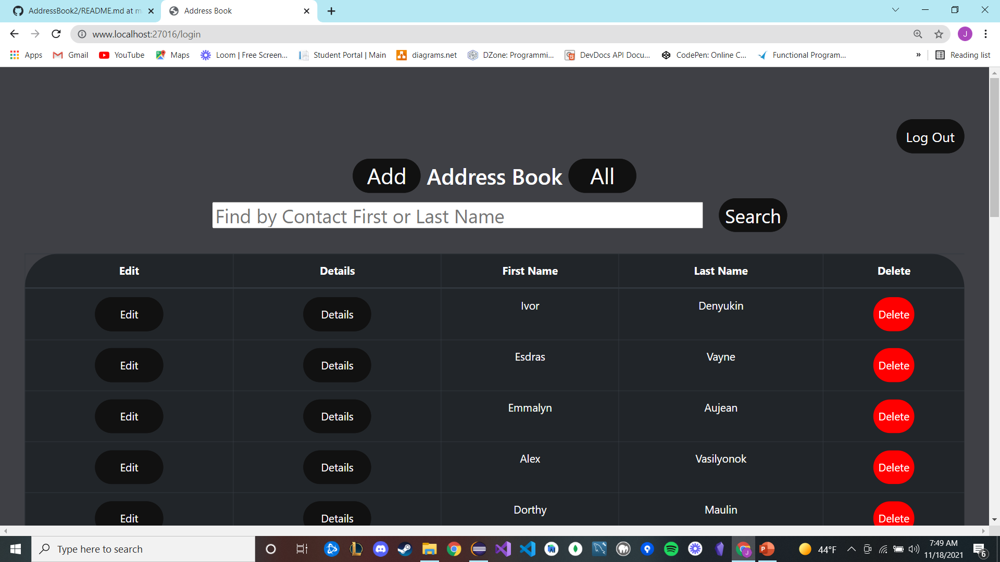 AddressBook2/README.md at m
Address Book
www.localhost:27016/login
J
Apps Gmail YouTube Maps Loom | Free Screen... Student Portal | Main diagrams.net DZone: Programmi... DevDocs API Docu... CodePen: Online C... Functional Program... » Reading list
Log Out
Add Address Book All
Find by Contact First or Last Name Search
Edit Details First Name Last Name Delete
Edit Details Ivor Denyukin Delete
Edit Details Esdras Vayne Delete
Edit Details Emmalyn Aujean Delete
Edit Details Alex Vasilyonok Delete
Edit Details Dorthy Maulin Delete
Type here to search
44°F
7:49 AM
11/18/2021
6